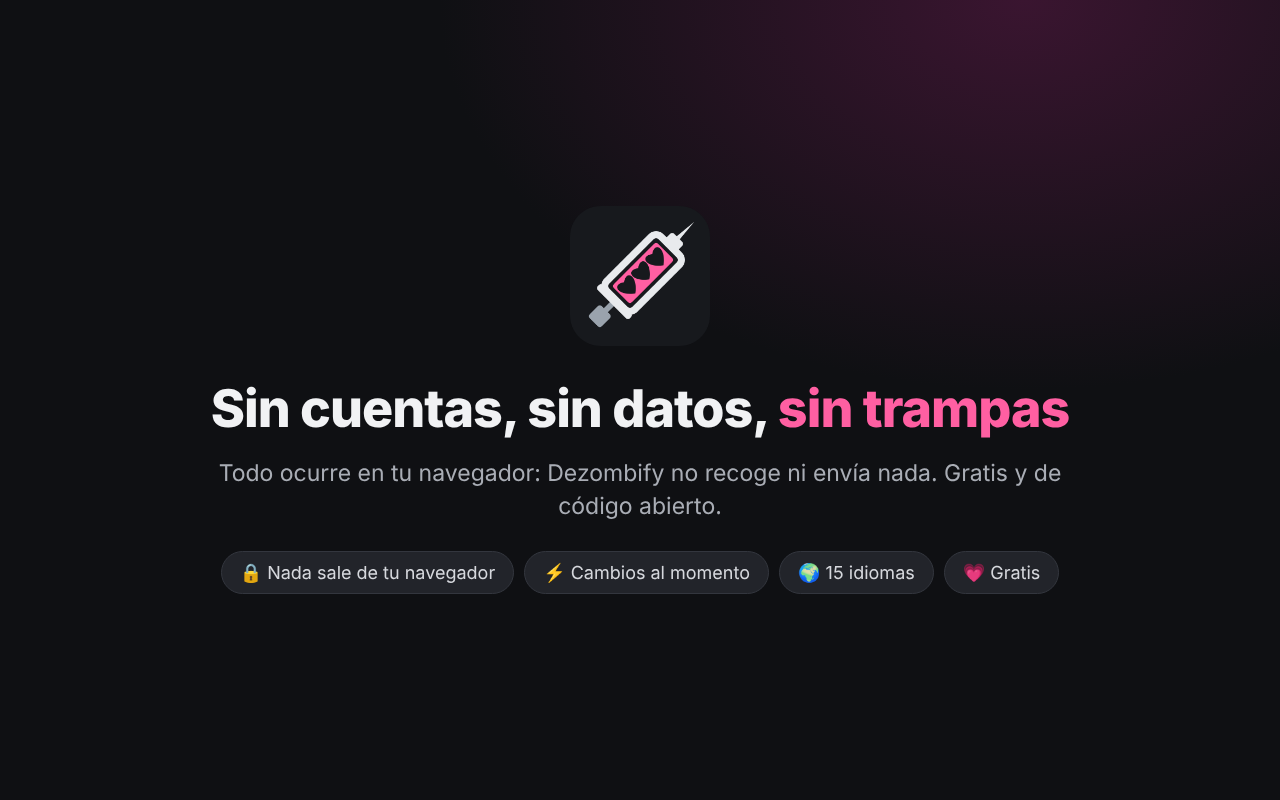 Sin cuentas, sin datos, sin trampas
Todo ocurre en tu navegador: Dezombify no recoge ni envía nada. Gratis y de
código abierto.
🔒 Nada sale de tu navegador
⚡ Cambios al momento
🌍 15 idiomas
💗 Gratis